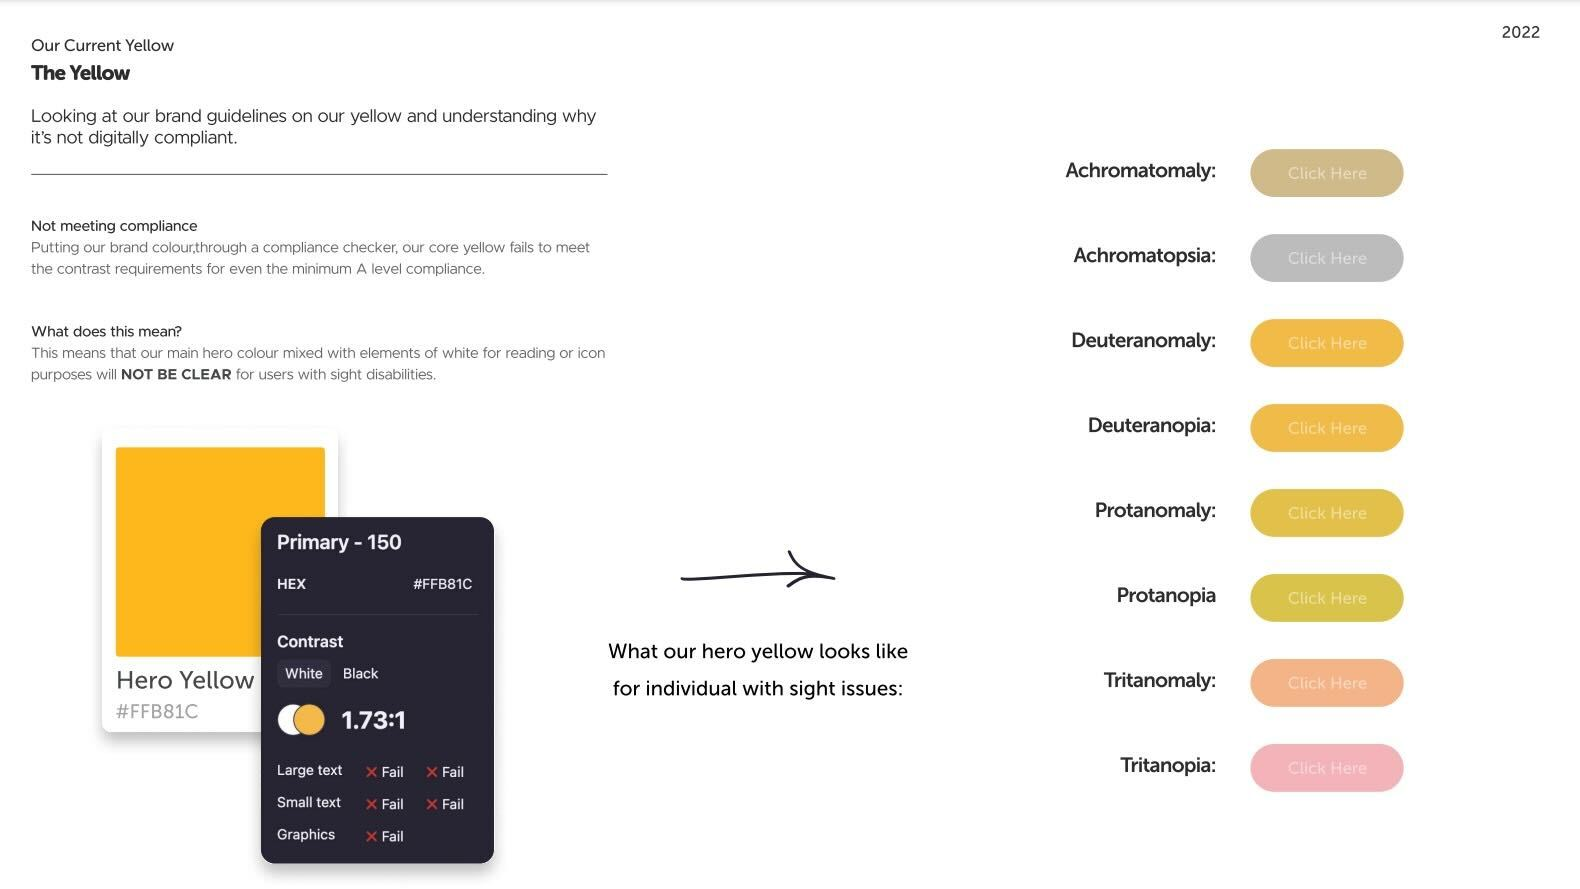 2022
Our Current Yellow
The Yellow
Looking at our brand guidelines on our yellow and understanding why
it's not digitally compliant.
Not meeting compliance
Putting our brand colour,through a compliance checker, our core yellow fails to meet
the contrast requirements for even the minimum A level compliance.
What does this mean?
This means that our main hero colour mixed with elements of white for reading or icon
purposes will NOT BE CLEAR for users with sight disabilities.
Hero Yellow
#FFB81C
Primary - 150
HEX #FFB81C
Contrast
White Black
1.73:1
Large text Fail Fail
Small text Fail Fail
Graphics Fail
What our hero yellow looks like
for individual with sight issues:
Achromatomaly: Click Here
Achromatopsia: Click Here
Deuteranomaly: Click Here
Deuteranopia: Click Here
Protanomaly: Click Here
Protanopia Click Here
Tritanomaly: Click Here
Tritanopia: Click Here